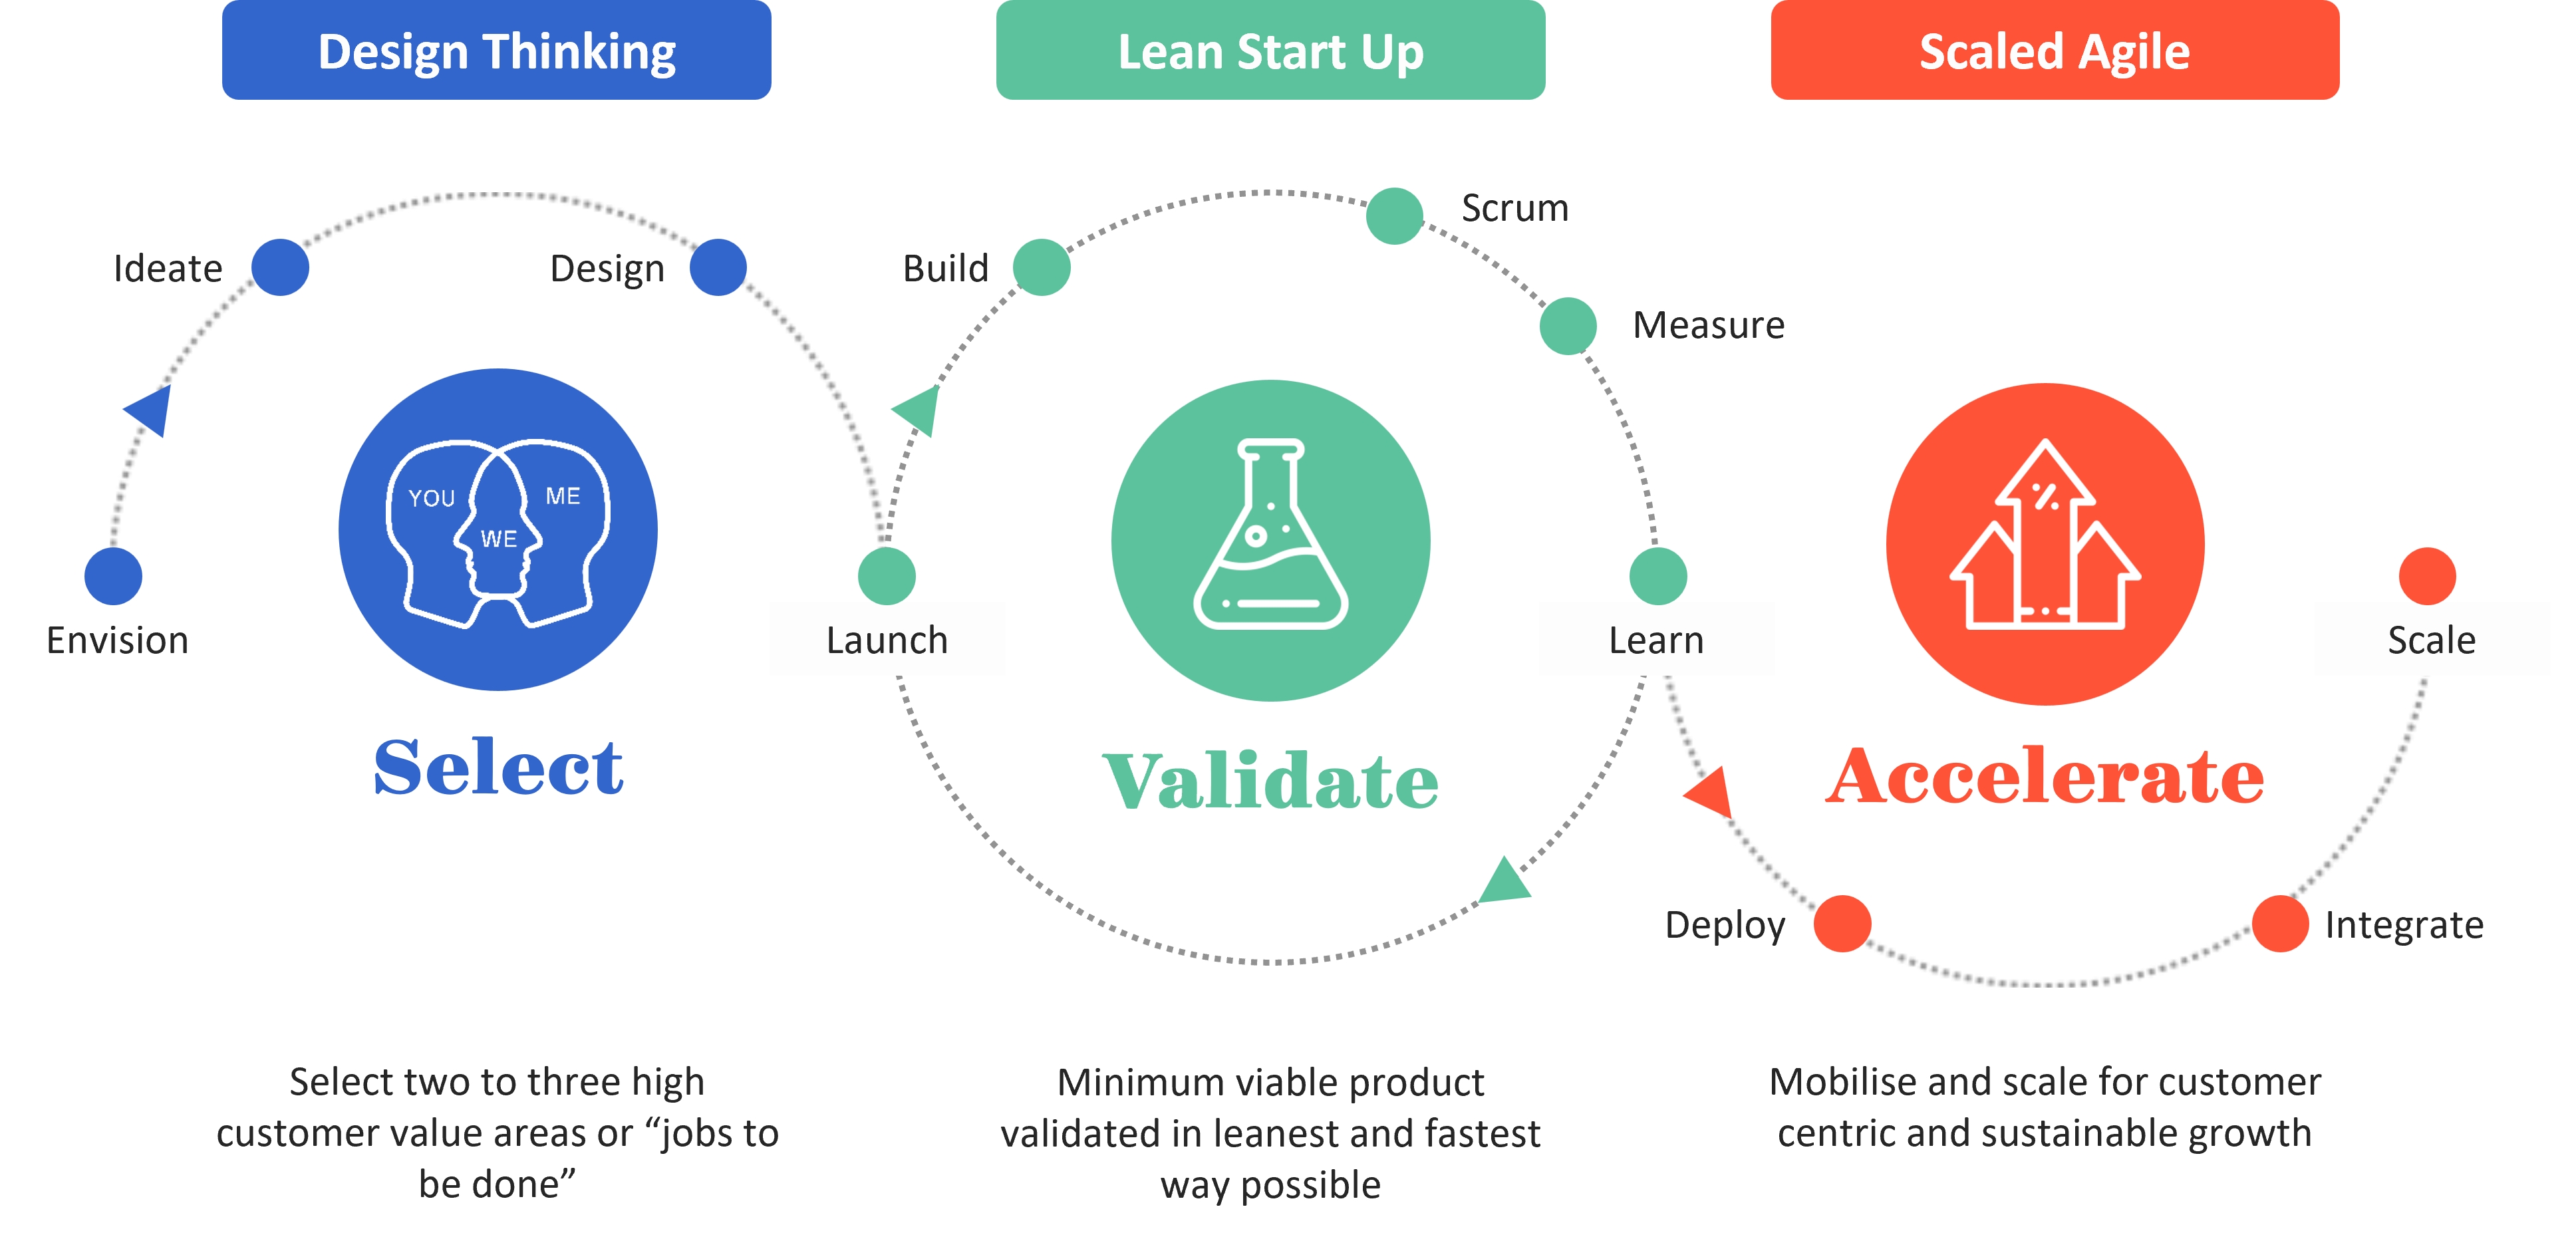 Design Thinking
Lean Start Up
Scaled Agile
Ideate
Design
Build
Scrum
Measure
YOU
ME
WE
Envision
Launch
Learn
Scale
Select
Validate
Accelerate
Deploy
Integrate
Select two to three high
customer value areas or “jobs to
be done”
Minimum viable product
validated in leanest and fastest
way possible
Mobilise and scale for customer
centric and sustainable growth